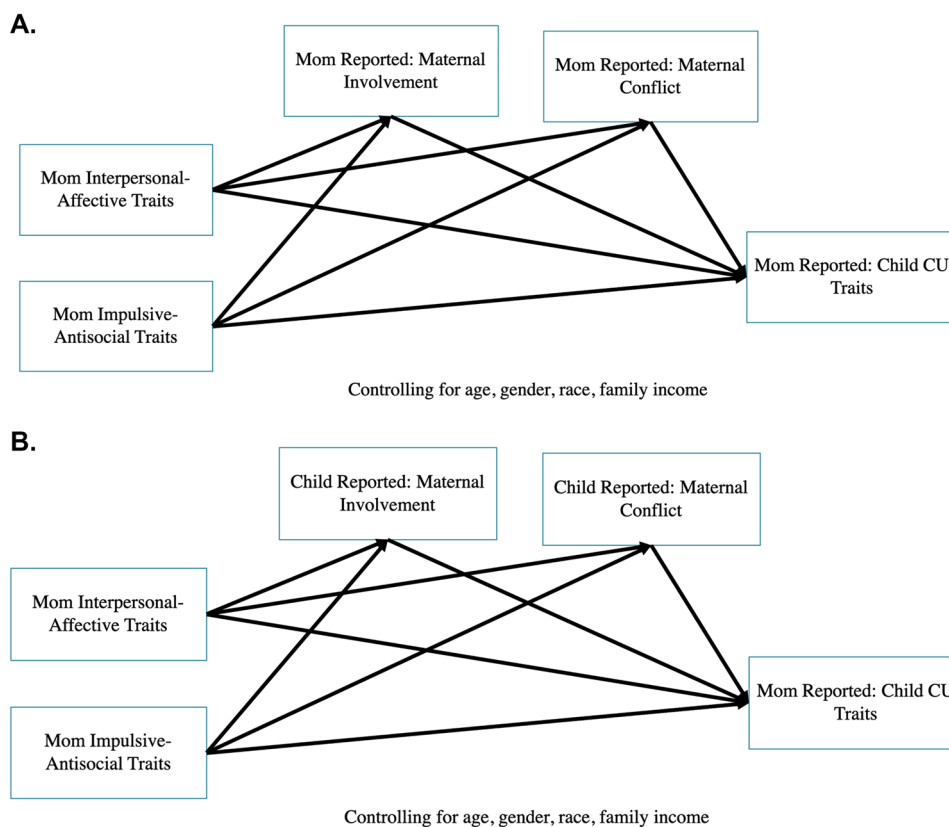 A.
Mom Reported: Maternal
Involvement
Mom Reported: Maternal
Conflict
Mom Interpersonal-
Affective Traits
Mom Reported: Child CU
Traits
Mom Impulsive-
Antisocial Traits
Controlling for age, gender, race, family income
B.
Child Reported: Maternal
Involvement
Child Reported: Maternal
Conflict
Mom Interpersonal-
Affective Traits
Mom Reported: Child CU
Traits
Mom Impulsive-
Antisocial Traits
Controlling for age, gender, race, family income